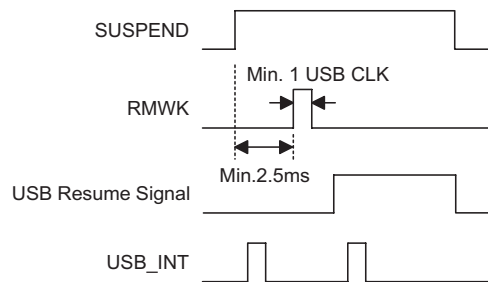 SUSPEND
Min. 1 USB CLK
RMWK
Min.2.5ms
USB Resume Signal
USB_INT